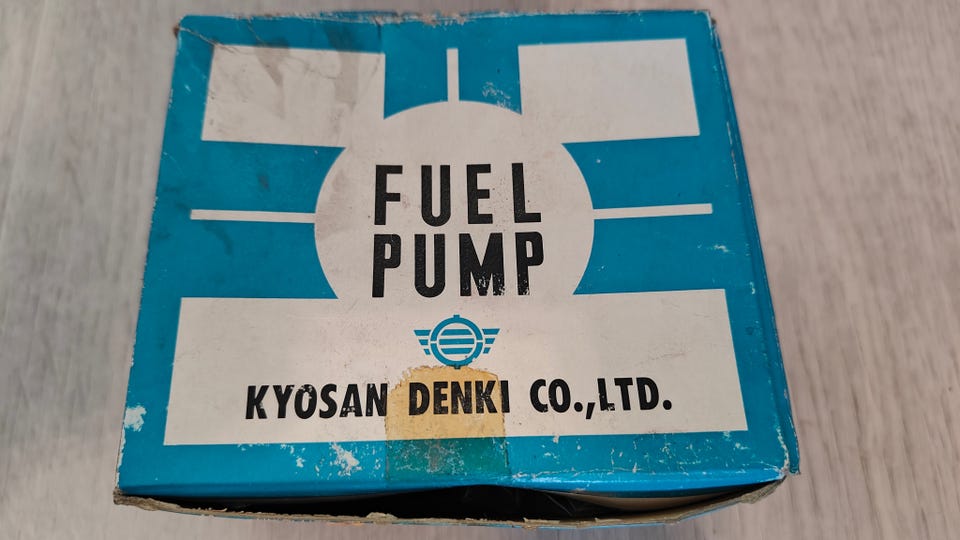 FUEL
PUMP
KYOSAN DENKI CO.,LTD.